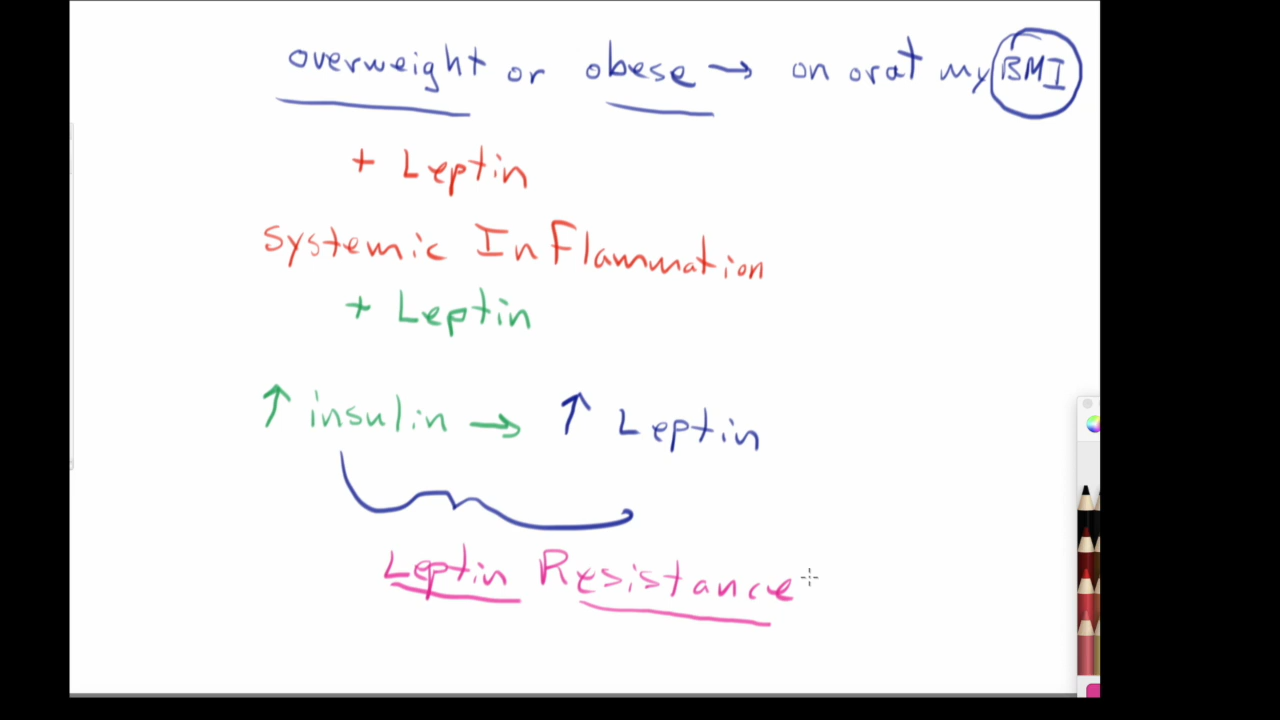 overweight or obese → on or at my BMI
+ Leptin
Systemic Inflammation
+ Leptin
↑ insulin → ↑ Leptin
Leptin Resistance